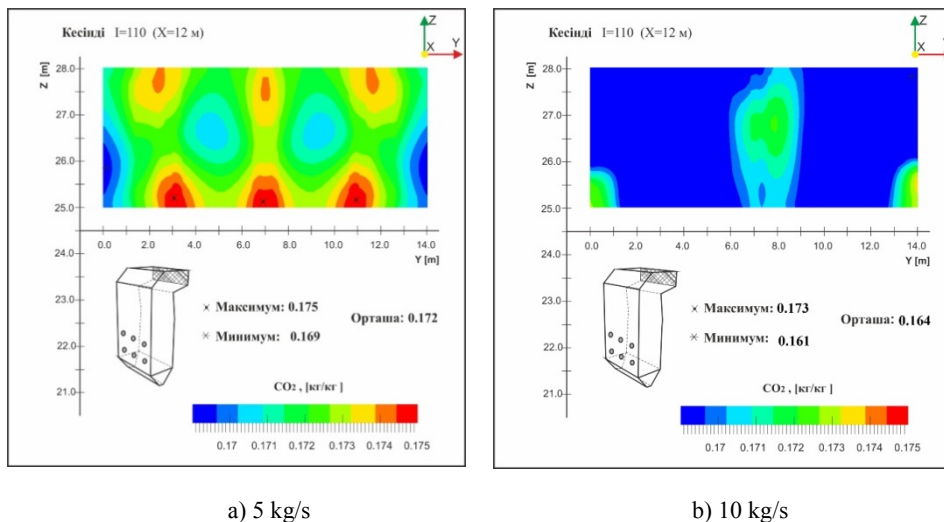 Кесінді I=110 (X=12 м)
Z
X
Y
Z [m]
28.0
27.0
26.0
25.0
24.0
23.0
22.0
21.0
0.0 2.0 4.0 6.0 8.0 10.0 12.0 14.0
Y [m]
Максимум: 0.175
Орташа: 0.172
Минимум: 0.169
CO₂ , [кг/кг ]
0.17 0.171 0.172 0.173 0.174 0.175
a) 5 kg/s
Кесінді I=110 (X=12 м)
Z
X
Y
Z [m]
28.0
27.0
26.0
25.0
24.0
23.0
22.0
21.0
0.0 2.0 4.0 6.0 8.0 10.0 12.0 14.0
Y [m]
Максимум: 0.173
Орташа: 0.164
Минимум: 0.161
CO₂ , [кг/кг ]
0.17 0.171 0.172 0.173 0.174 0.175
b) 10 kg/s